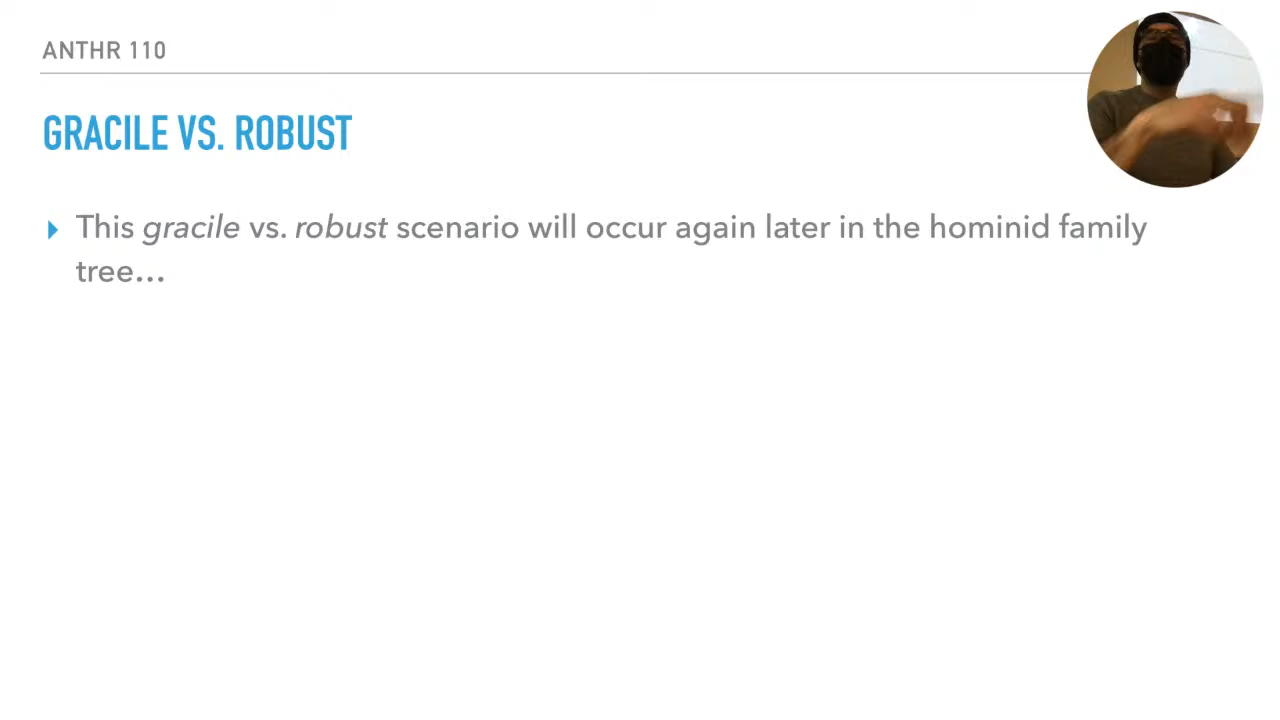 ANTHR 110
GRACILE VS. ROBUST
This gracile vs. robust scenario will occur again later in the hominid family
tree…